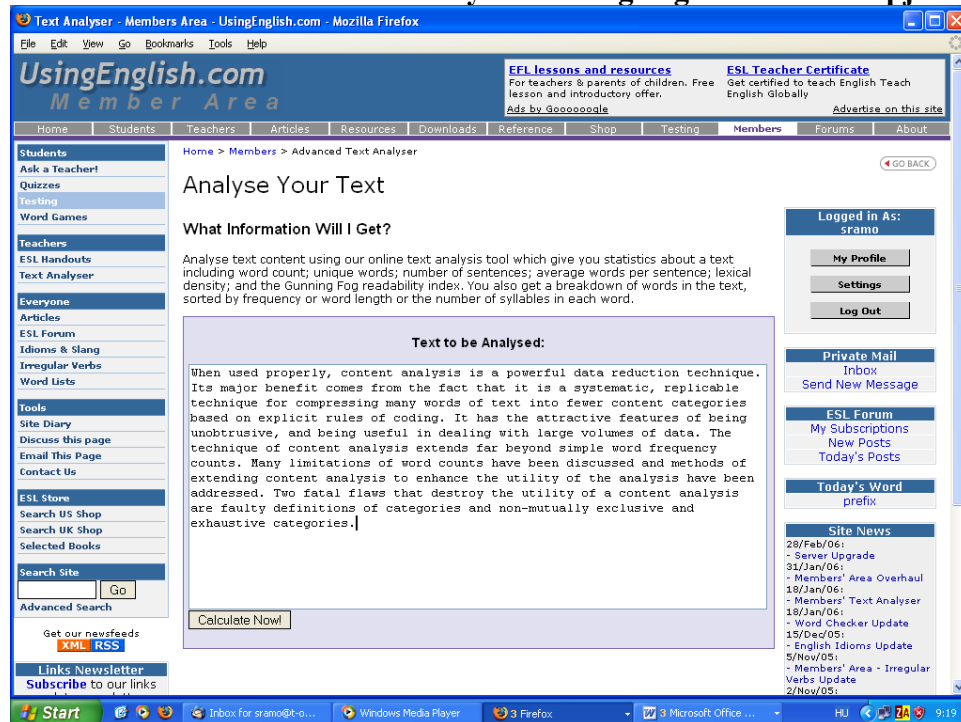 Text Analyser - Members Area - UsingEnglish.com - Mozilla Firefox
File Edit View Go Bookmarks Tools Help
UsingEnglish.com
Member Area
EFL lessons and resources
For teachers & parents of children. Free
lesson and introductory offer.
ESL Teacher Certificate
Get certified to teach English Teach
English Globally
Ads by Goooooogle
Advertise on this site
Home Students Teachers Articles Resources Downloads Reference Shop Testing Members Forums About
Students
Ask a Teacher!
Quizzes
Testing
Word Games
Teachers
ESL Handouts
Text Analyser
Everyone
Articles
ESL Forum
Idioms & Slang
Irregular Verbs
Word Lists
Tools
Site Diary
Discuss this page
Email This Page
Contact Us
ESL Store
Search US Shop
Search UK Shop
Selected Books
Search Site
Go
Advanced Search
Get our newsfeeds
XML RSS
Links Newsletter
Subscribe to our links
Home > Members > Advanced Text Analyser
GO BACK
Analyse Your Text
What Information Will I Get?
Analyse text content using our online text analysis tool which give you statistics about a text
including word count; unique words; number of sentences; average words per sentence; lexical
density; and the Gunning Fog readability index. You also get a breakdown of words in the text,
sorted by frequency or word length or the number of syllables in each word.
Text to be Analysed:
When used properly, content analysis is a powerful data reduction technique.
Its major benefit comes from the fact that it is a systematic, replicable
technique for compressing many words of text into fewer content categories
based on explicit rules of coding. It has the attractive features of being
unobtrusive, and being useful in dealing with large volumes of data. The
technique of content analysis extends far beyond simple word frequency
counts. Many limitations of word counts have been discussed and methods of
extending content analysis to enhance the utility of the analysis have been
addressed. Two fatal flaws that destroy the utility of a content analysis
are faulty definitions of categories and non-mutually exclusive and
exhaustive categories.
Calculate Now!
Logged in As:
sramo
My Profile
Settings
Log Out
Private Mail
Inbox
Send New Message
ESL Forum
My Subscriptions
New Posts
Today's Posts
Today's Word
prefix
Site News
28/Feb/06:
- Server Upgrade
31/Jan/06:
- Members' Area Overhaul
18/Jan/06:
- Members' Text Analyser
18/Jan/06:
- Word Checker Update
15/Dec/05:
- English Idioms Update
5/Nov/05:
- Members' Area - Irregular
Verbs Update
2/Nov/05:
Start Inbox for sramo@t-o... Windows Media Player 3 Firefox 3 Microsoft Office ... HU 9:19